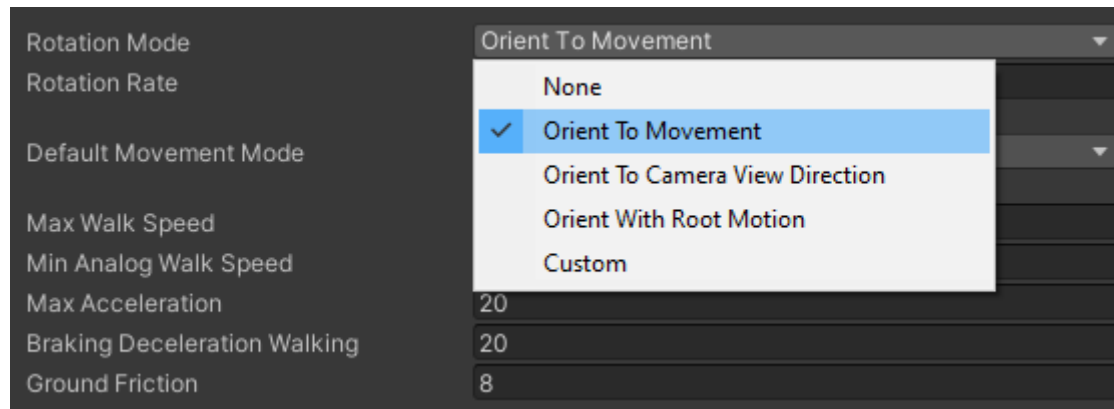 Rotation Mode Orient To Movement
Rotation Rate
None
Orient To Movement
Default Movement Mode
Orient To Camera View Direction
Max Walk Speed
Orient With Root Motion
Min Analog Walk Speed
Custom
Max Acceleration 20
Braking Deceleration Walking 20
Ground Friction 8